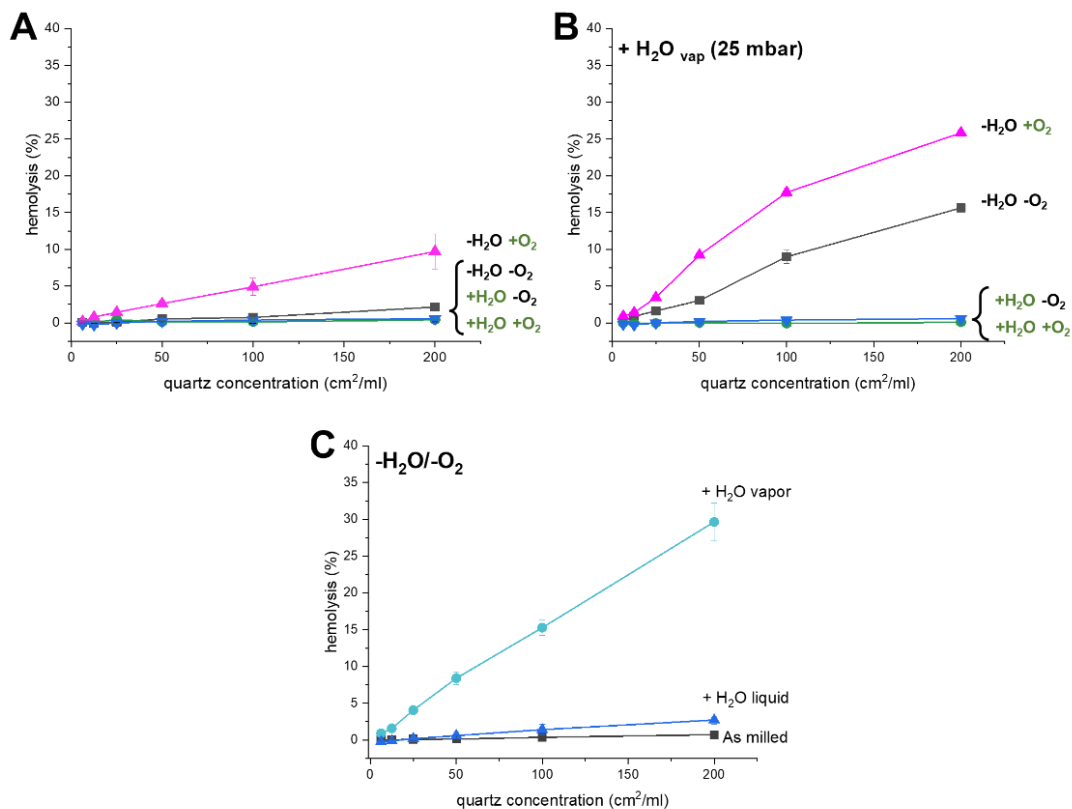 A
40
35
30
25
20
15
10
5
0
hemolysis (%)
-H₂O +O₂
-H₂O -O₂
+H₂O -O₂
+H₂O +O₂
0 50 100 150 200
quartz concentration (cm²/ml)
B
+ H₂O vap (25 mbar)
40
35
30
25
20
15
10
5
0
hemolysis (%)
-H₂O +O₂
-H₂O -O₂
+H₂O -O₂
+H₂O +O₂
0 50 100 150 200
quartz concentration (cm²/ml)
C
-H₂O/-O₂
40
35
30
25
20
15
10
5
0
hemolysis (%)
+ H₂O vapor
+ H₂O liquid
As milled
0 50 100 150 200
quartz concentration (cm²/ml)